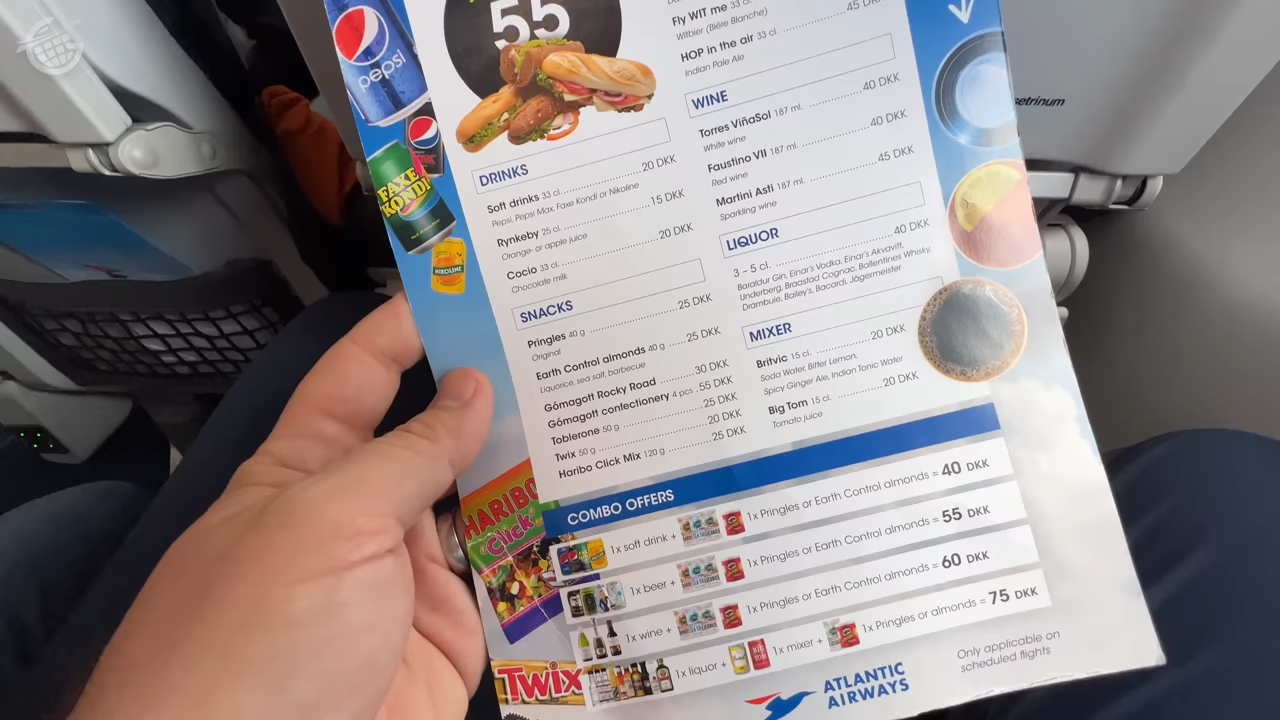 pepsi
FAXE
KONDI
NIKOLINE
55
DRINKS
Soft drinks 33 cl. 20 DKK
Pepsi, Pepsi Max, Faxe Kondi or Nikoline
Rynkeby 25 cl. 15 DKK
Orange- or apple juice
Cocio 33 cl. 20 DKK
Chocolate milk
SNACKS
Pringles 40 g 25 DKK
Original
Earth Control almonds 40 g 25 DKK
Liquorice, sea salt, barbecue
Gómagott Rocky Road 30 DKK
Gómagott confectionery 4 pcs. 55 DKK
Toblerone 50 g 25 DKK
Twix 50 g 20 DKK
Haribo Click Mix 120 g 25 DKK
Fly WIT me 33 cl. 45 DKK
Witbier (Bière Blanche)
HOP in the air 33 cl.
Indian Pale Ale
WINE
Torres ViñaSol 187 ml. 40 DKK
White wine
Faustino VII 187 ml. 40 DKK
Red wine
Martini Asti 187 ml. 45 DKK
Sparkling wine
LIQUOR
3 – 5 cl. 40 DKK
Baraldur Gin, Einar's Vodka, Einar's Akvavitt,
Underberg, Braastad Cognac, Ballentines Whisky,
Drambuie, Bailey's, Bacardi, Jägermeister
MIXER
Britvic 15 cl. 20 DKK
Soda Water, Bitter Lemon,
Spicy Ginger Ale, Indian Tonic Water
Big Tom 15 cl. 20 DKK
Tomato juice
COMBO OFFERS
1x soft drink + 1x Pringles or Earth Control almonds = 40 DKK
1x beer + 1x Pringles or Earth Control almonds = 55 DKK
1x wine + 1x Pringles or Earth Control almonds = 60 DKK
1x liquor + 1x mixer + 1x Pringles or almonds = 75 DKK
HARIBO
Click
TWIX
ATLANTIC
AIRWAYS
Only applicable on
scheduled flights
setrinum